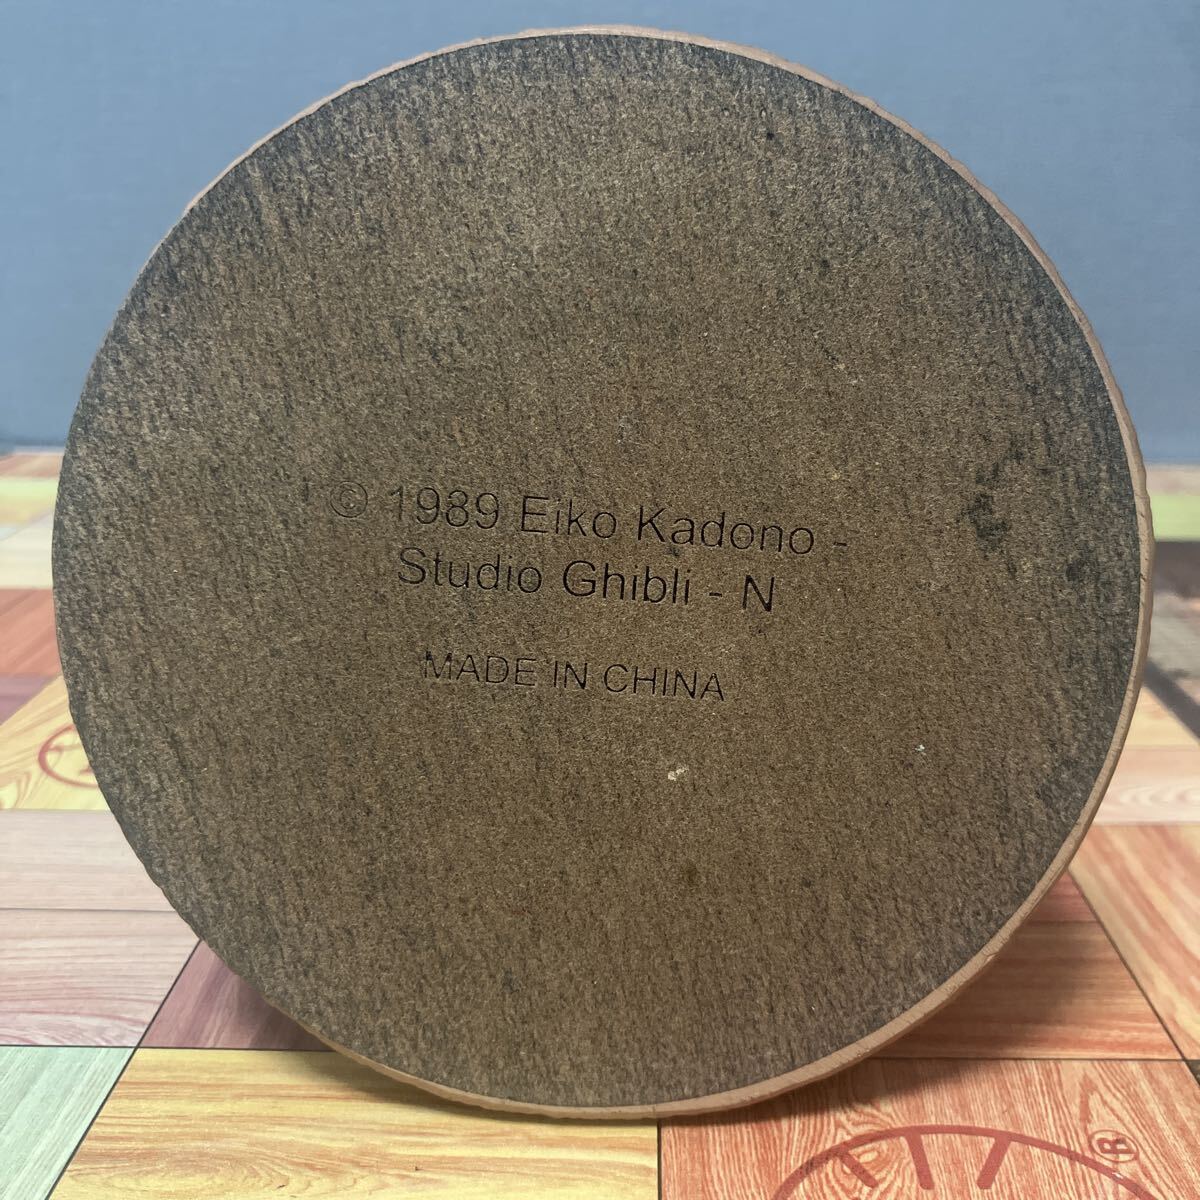 © 1989 Eiko Kadono -
Studio Ghibli - N
MADE IN CHINA
®